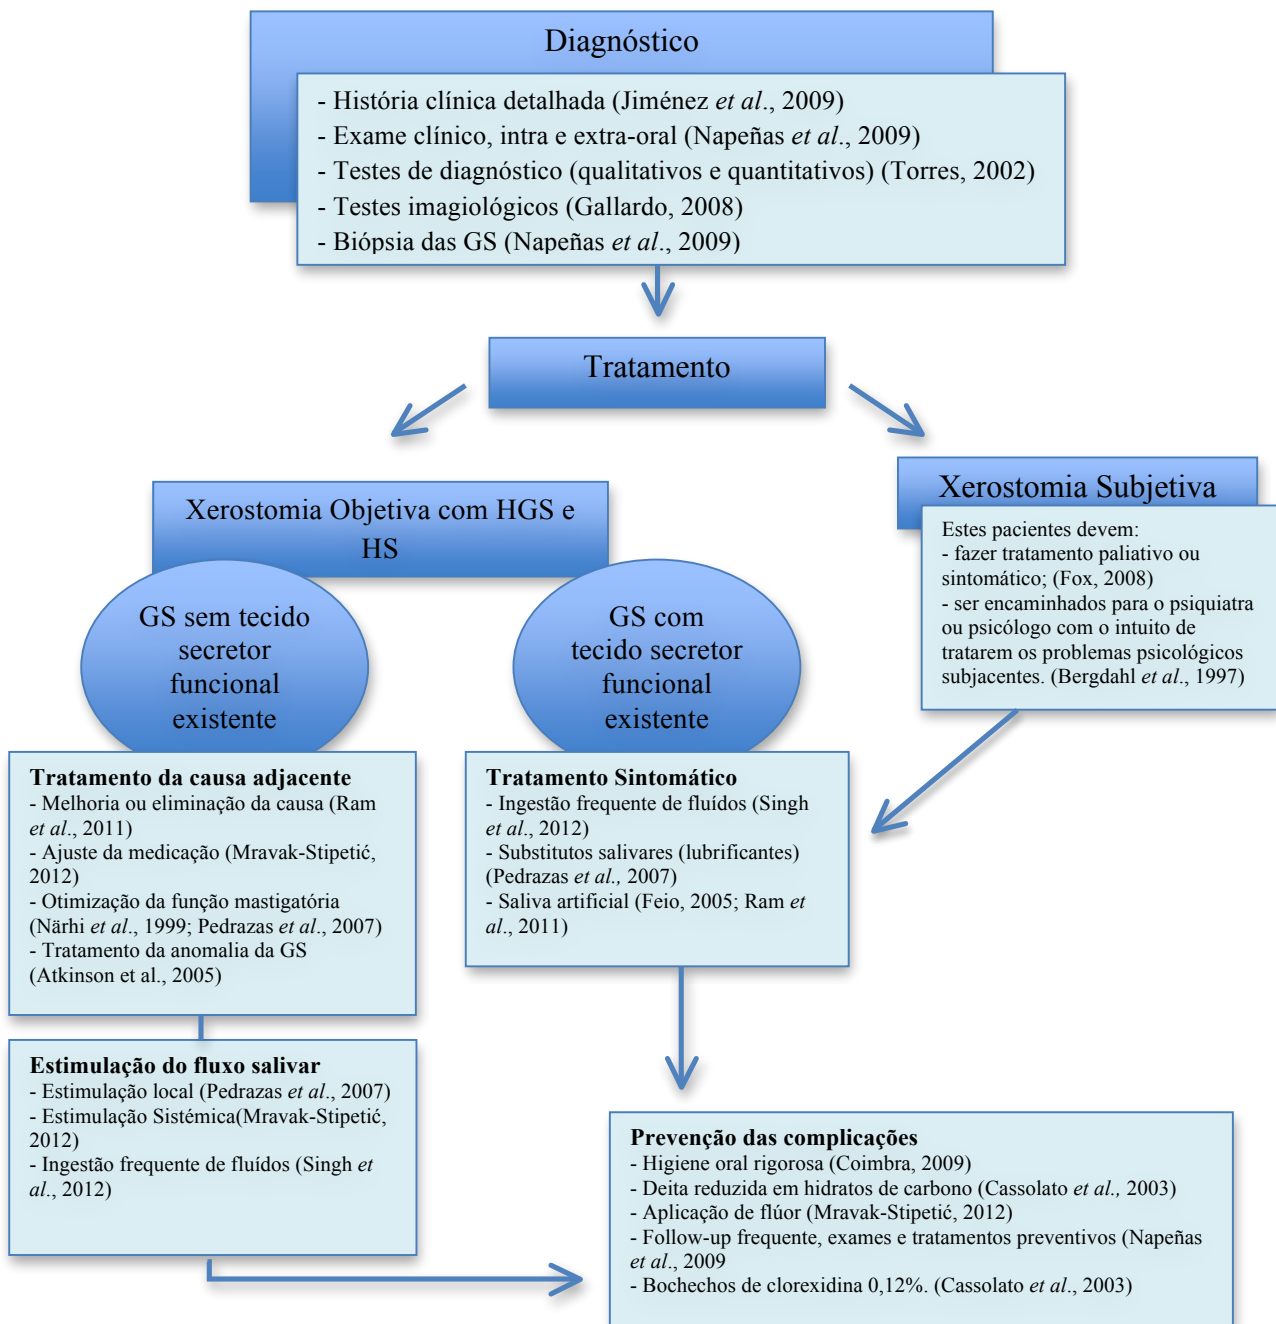 Diagnóstico
- História clínica detalhada (Jiménez et al., 2009)
- Exame clínico, intra e extra-oral (Napeñas et al., 2009)
- Testes de diagnóstico (qualitativos e quantitativos) (Torres, 2002)
- Testes imagiológicos (Gallardo, 2008)
- Biópsia das GS (Napeñas et al., 2009)
Tratamento
Xerostomia Objetiva com HGS e
HS
GS sem tecido
secretor
funcional
existente
Tratamento da causa adjacente
- Melhoria ou eliminação da causa (Ram
et al., 2011)
- Ajuste da medicação (Mravak-Stipetić,
2012)
- Otimização da função mastigatória
(Närhi et al., 1999; Pedrazas et al., 2007)
- Tratamento da anomalia da GS
(Atkinson et al., 2005)
Estimulação do fluxo salivar
- Estimulação local (Pedrazas et al., 2007)
- Estimulação Sistémica(Mravak-Stipetić,
2012)
- Ingestão frequente de fluídos (Singh et
al., 2012)
GS com
tecido secretor
funcional
existente
Tratamento Sintomático
- Ingestão frequente de fluídos (Singh
et al., 2012)
- Substitutos salivares (lubrificantes)
(Pedrazas et al., 2007)
- Saliva artificial (Feio, 2005; Ram et
al., 2011)
Xerostomia Subjetiva
Estes pacientes devem:
- fazer tratamento paliativo ou
sintomático; (Fox, 2008)
- ser encaminhados para o psiquiatra
ou psicólogo com o intuito de
tratarem os problemas psicológicos
subjacentes. (Bergdahl et al., 1997)
Prevenção das complicações
- Higiene oral rigorosa (Coimbra, 2009)
- Deita reduzida em hidratos de carbono (Cassolato et al., 2003)
- Aplicação de flúor (Mravak-Stipetić, 2012)
- Follow-up frequente, exames e tratamentos preventivos (Napeñas
et al., 2009
- Bochechos de clorexidina 0,12%. (Cassolato et al., 2003)